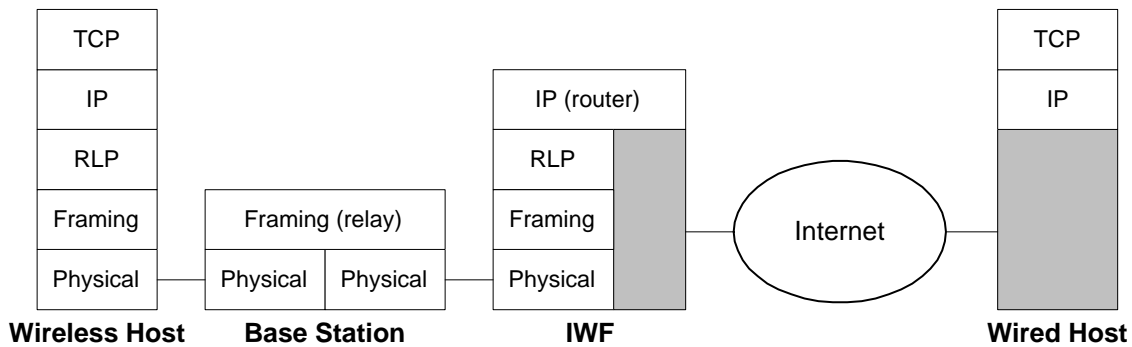 TCP
IP
RLP
Framing
Physical
Wireless Host
Framing (relay)
Physical
Physical
Base Station
IP (router)
RLP
Framing
Physical
IWF
Internet
TCP
IP
Wired Host